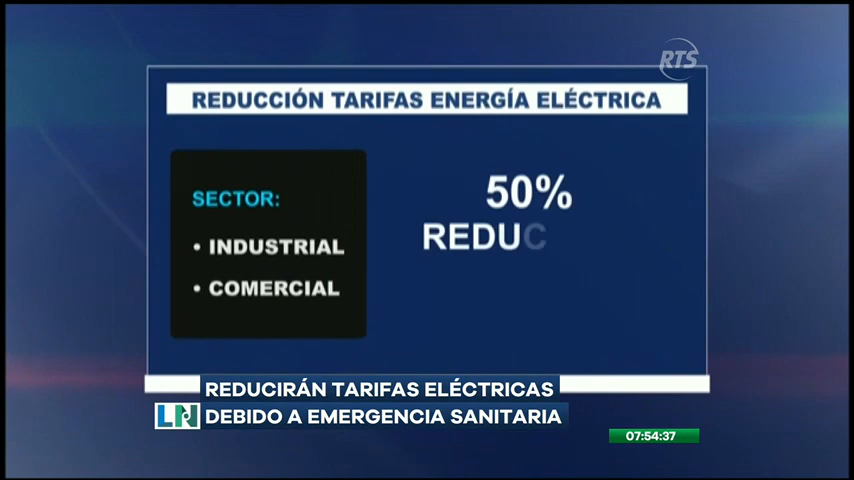 RTS
REDUCCIÓN TARIFAS ENERGÍA ELÉCTRICA
SECTOR:
• INDUSTRIAL
• COMERCIAL
50%
REDUC
REDUCIRÁN TARIFAS ELÉCTRICAS
LN DEBIDO A EMERGENCIA SANITARIA
07:54:37